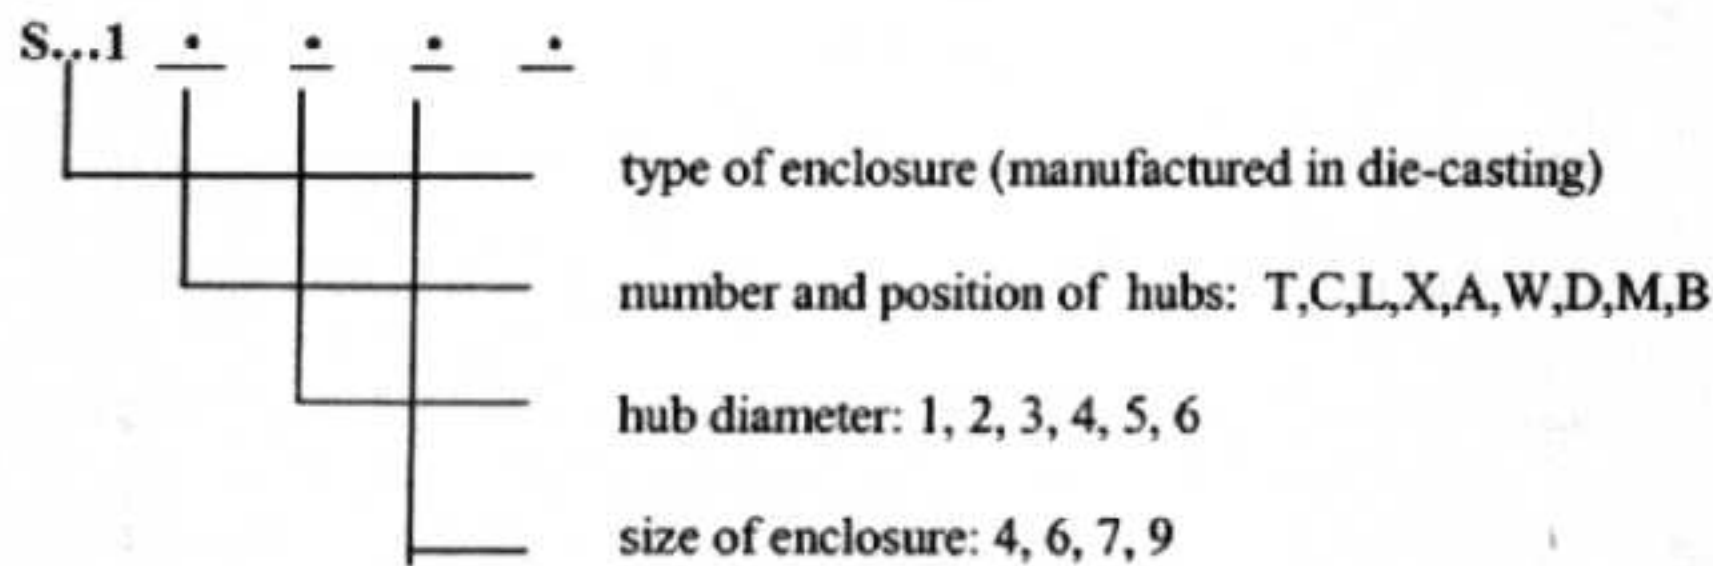 S...1 . . . .
type of enclosure (manufactured in die-casting)
number and position of hubs: T,C,L,X,A,W,D,M,B
hub diameter: 1, 2, 3, 4, 5, 6
size of enclosure: 4, 6, 7, 9